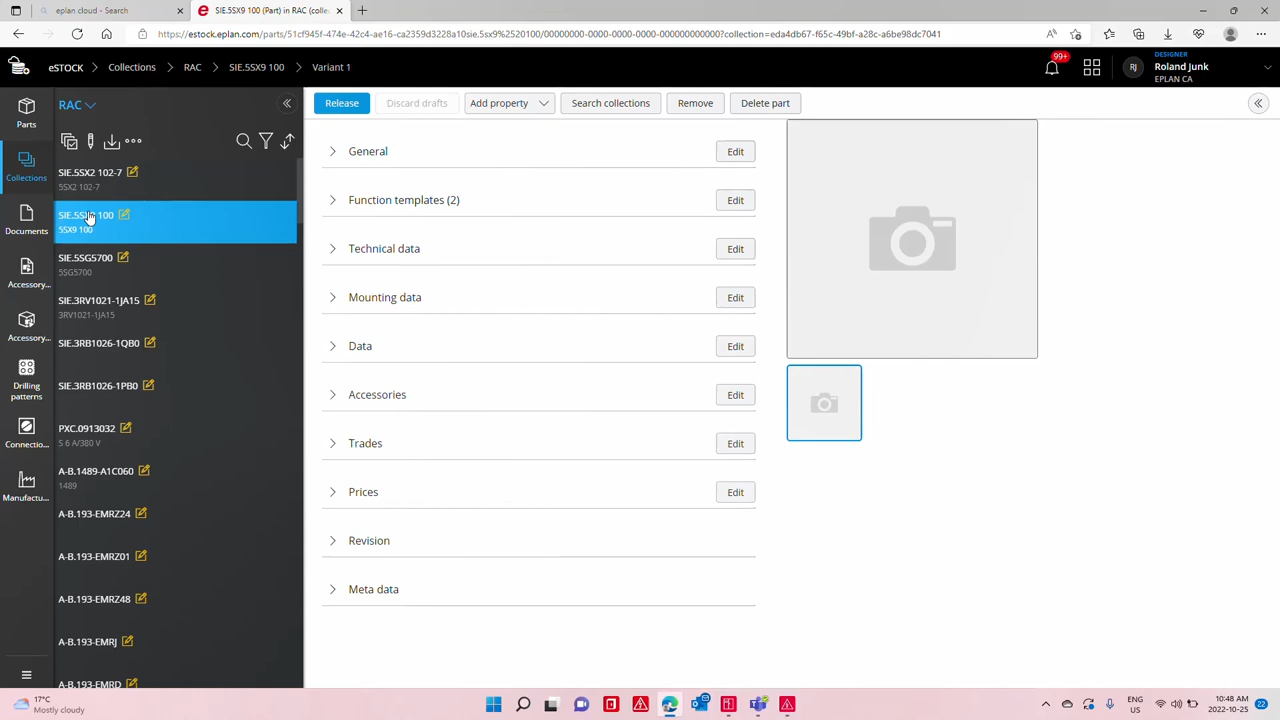 eplan cloud - Search
SIE.5SX9 100 (Part) in RAC (collec
https://estock.eplan.com/parts/51cf945f-474e-42c4-ae16-ca2359d3228a10sie.5sx9%2520100/00000000-0000-0000-0000-000000000000?collection=eda4db67-f65c-49bf-a28c-a6be98dc7041
eSTOCK > Collections > RAC > SIE.5SX9 100 > Variant 1
99+
DESIGNER
RJ
Roland Junk
EPLAN CA
Parts
Collections
Documents
Accessory...
Accessory...
Drilling
patterns
Connectio...
Manufactu...
RAC
SIE.5SX2 102-7
5SX2 102-7
100
5SX9 100
SIE.5SG5700
5SG5700
SIE.3RV1021-1JA15
3RV1021-1JA15
SIE.3RB1026-1QB0
SIE.3RB1026-1PB0
PXC.0913032
S 6 A/380 V
A-B.1489-A1C060
1489
A-B.193-EMRZ24
A-B.193-EMRZ01
A-B.193-EMRZ48
A-B.193-EMRJ
A-B.193-EMRD
Release
Discard drafts
Add property
Search collections
Remove
Delete part
General
Edit
Function templates (2)
Edit
Technical data
Edit
Mounting data
Edit
Data
Edit
Accessories
Edit
Trades
Edit
Prices
Edit
Revision
Meta data
17°C
Mostly cloudy
ENG
US
10:48 AM
2022-10-25
22